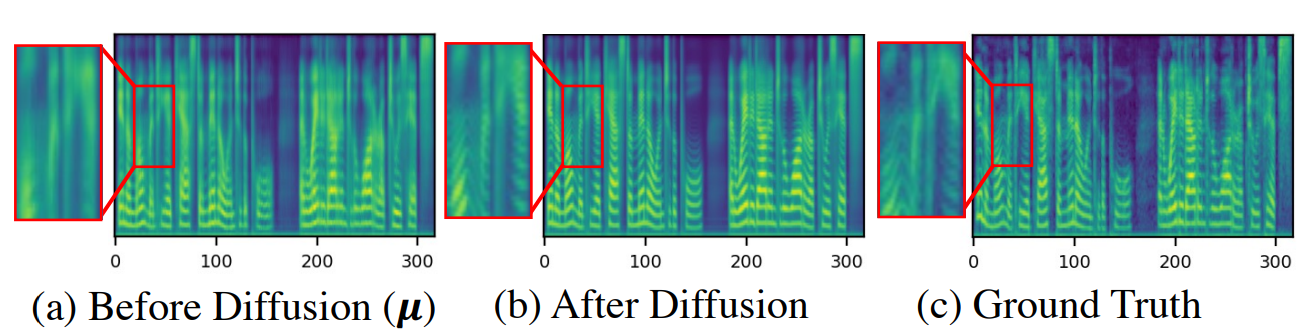 0 100 200 300 0 100 200 300 0 100 200 300
(a) Before Diffusion (μ) (b) After Diffusion (c) Ground Truth